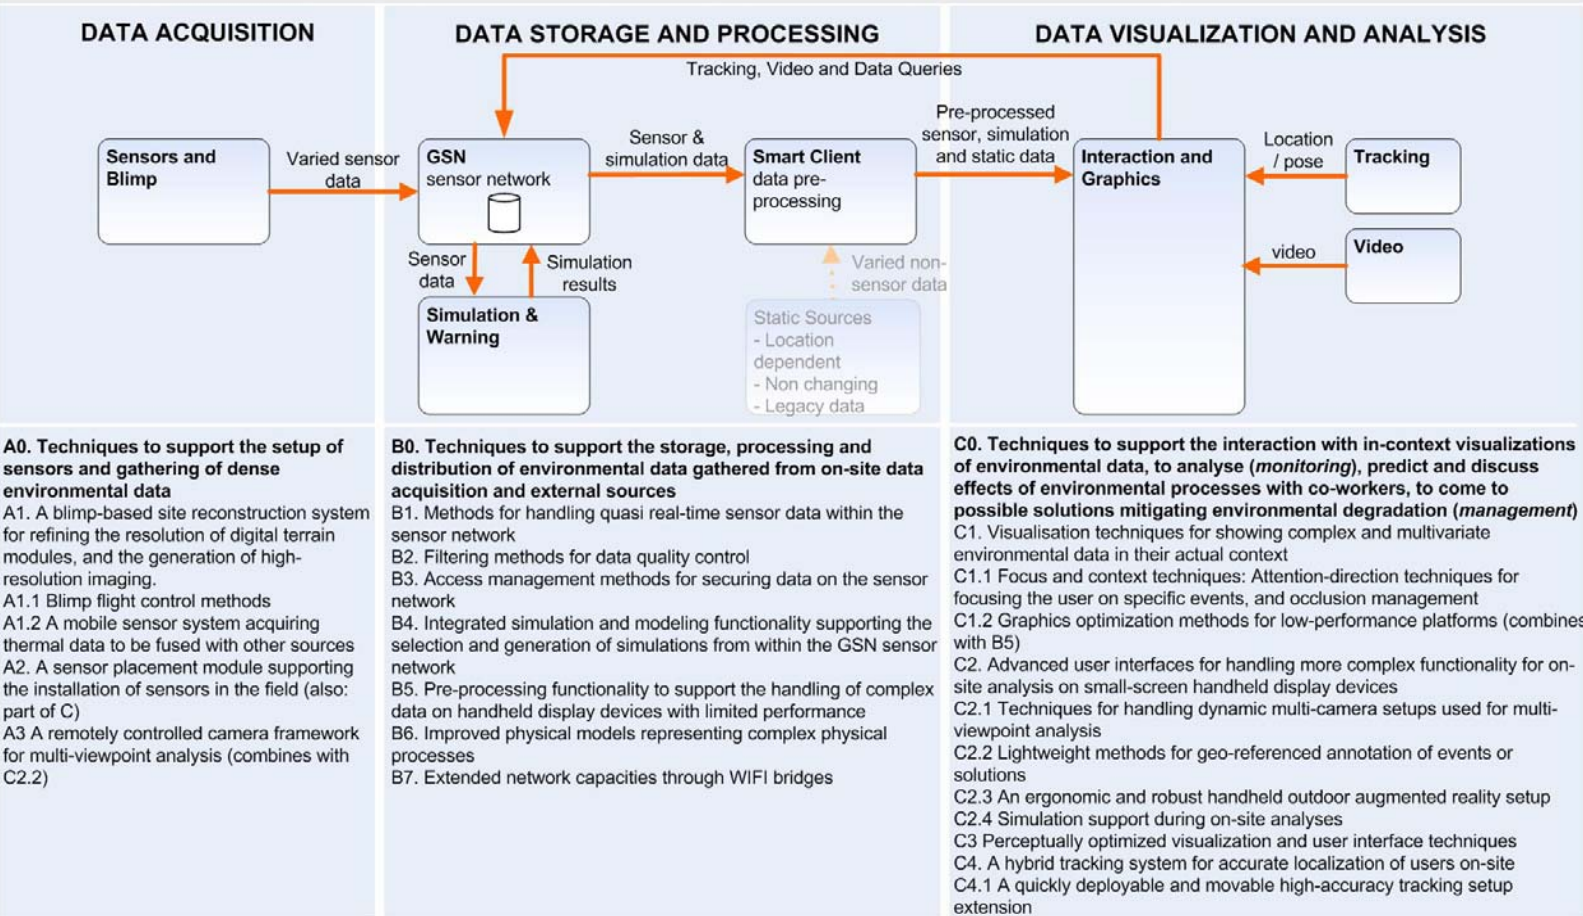 DATA ACQUISITION
DATA STORAGE AND PROCESSING
DATA VISUALIZATION AND ANALYSIS
Tracking, Video and Data Queries
Sensors and
Blimp
Varied sensor
data
GSN
sensor network
Sensor &
simulation data
Smart Client
data pre-
processing
Pre-processed
sensor, simulation
and static data
Interaction and
Graphics
Location
/ pose
Tracking
video
Video
Sensor
data
Simulation
results
Simulation &
Warning
Varied non-
sensor data
Static Sources
- Location
dependent
- Non changing
- Legacy data
A0. Techniques to support the setup of
sensors and gathering of dense
environmental data
A1. A blimp-based site reconstruction system
for refining the resolution of digital terrain
modules, and the generation of high-
resolution imaging.
A1.1 Blimp flight control methods
A1.2 A mobile sensor system acquiring
thermal data to be fused with other sources
A2. A sensor placement module supporting
the installation of sensors in the field (also:
part of C)
A3 A remotely controlled camera framework
for multi-viewpoint analysis (combines with
C2.2)
B0. Techniques to support the storage, processing and
distribution of environmental data gathered from on-site data
acquisition and external sources
B1. Methods for handling quasi real-time sensor data within the
sensor network
B2. Filtering methods for data quality control
B3. Access management methods for securing data on the sensor
network
B4. Integrated simulation and modeling functionality supporting the
selection and generation of simulations from within the GSN sensor
network
B5. Pre-processing functionality to support the handling of complex
data on handheld display devices with limited performance
B6. Improved physical models representing complex physical
processes
B7. Extended network capacities through WIFI bridges
C0. Techniques to support the interaction with in-context visualizations
of environmental data, to analyse (monitoring), predict and discuss
effects of environmental processes with co-workers, to come to
possible solutions mitigating environmental degradation (management)
C1. Visualisation techniques for showing complex and multivariate
environmental data in their actual context
C1.1 Focus and context techniques: Attention-direction techniques for
focusing the user on specific events, and occlusion management
C1.2 Graphics optimization methods for low-performance platforms (combines
with B5)
C2. Advanced user interfaces for handling more complex functionality for on-
site analysis on small-screen handheld display devices
C2.1 Techniques for handling dynamic multi-camera setups used for multi-
viewpoint analysis
C2.2 Lightweight methods for geo-referenced annotation of events or
solutions
C2.3 An ergonomic and robust handheld outdoor augmented reality setup
C2.4 Simulation support during on-site analyses
C3 Perceptually optimized visualization and user interface techniques
C4. A hybrid tracking system for accurate localization of users on-site
C4.1 A quickly deployable and movable high-accuracy tracking setup
extension